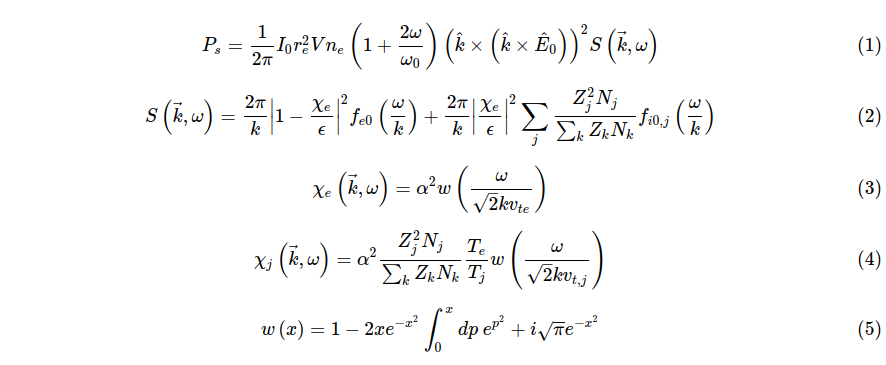 $P_s = \frac{1}{2\pi} I_0 r_e^2 V n_e \left(1 + \frac{2\omega}{\omega_0}\right) \left(\hat{k} \times \left(\hat{k} \times \hat{E}_0\right)\right)^2 S\left(\vec{k}, \omega\right)$ (1)
$S\left(\vec{k}, \omega\right) = \frac{2\pi}{k} \left|1 - \frac{\chi_e}{\epsilon}\right|^2 f_{e0}\left(\frac{\omega}{k}\right) + \frac{2\pi}{k} \left|\frac{\chi_e}{\epsilon}\right|^2 \sum_j \frac{Z_j^2 N_j}{\sum_k Z_k N_k} f_{i0,j}\left(\frac{\omega}{k}\right)$ (2)
$\chi_e\left(\vec{k}, \omega\right) = \alpha^2 w\left(\frac{\omega}{\sqrt{2} k v_{te}}\right)$ (3)
$\chi_j\left(\vec{k}, \omega\right) = \alpha^2 \frac{Z_j^2 N_j}{\sum_k Z_k N_k} \frac{T_e}{T_j} w\left(\frac{\omega}{\sqrt{2} k v_{t,j}}\right)$ (4)
$w\left(x\right) = 1 - 2x e^{-x^2} \int_0^x dp\, e^{p^2} + i\sqrt{\pi} e^{-x^2}$ (5)